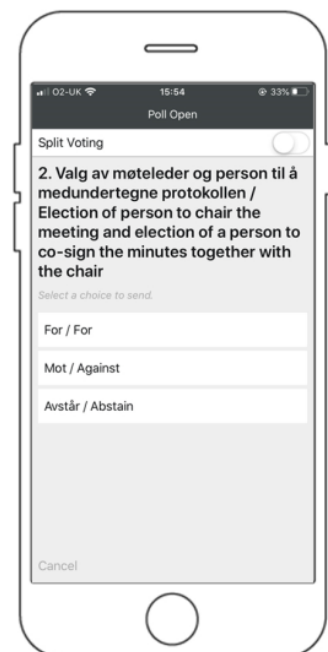 O2-UK 15:54 33%
Poll Open
Split Voting
2. Valg av møteleder og person til å
medundertegne protokollen /
Election of person to chair the
meeting and election of a person to
co-sign the minutes together with
the chair
Select a choice to send.
For / For
Mot / Against
Avstår / Abstain
Cancel